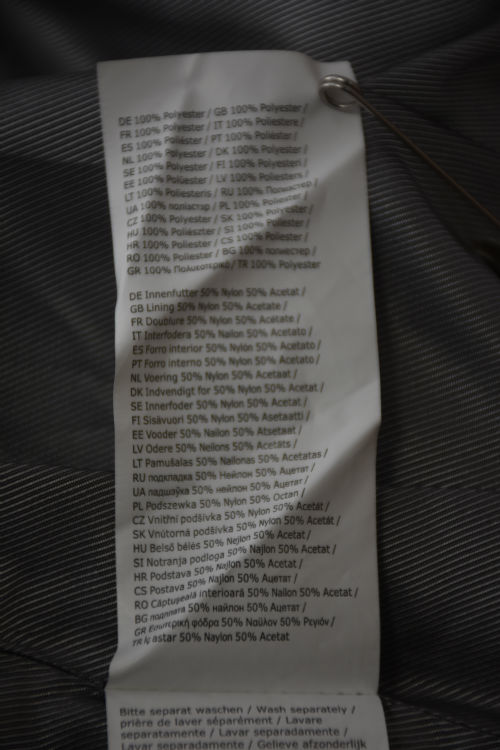 DE 100% Polyester / GB 100% Polyester /
FR 100% Polyester / IT 100% Poliestere /
ES 100% Poliéster / PT 100% Poliéster /
NL 100% Polyester / DK 100% Polyester /
SE 100% Polyester / FI 100% Polyesteri /
EE 100% Polüester / LV 100% Poliesters /
LT 100% Poliesteris / RU 100% Полиэстер /
UA 100% поліестер / PL 100% Poliester /
CZ 100% Polyester / SK 100% Polyester /
HU 100% Poliészter / SI 100% Poliester /
HR 100% Poliester / CS 100% Poliester /
RO 100% Poliester / BG 100% полиестер /
GR 100% Πολυεστερικό / TR 100% Polyester
DE Innenfutter 50% Nylon 50% Acetat /
GB Lining 50% Nylon 50% Acetate /
FR Doublure 50% Nylon 50% Acétate /
IT Interfodera 50% Nailon 50% Acetato /
ES Forro interior 50% Nylon 50% Acetato /
PT Forro interno 50% Nylon 50% Acetato /
NL Voering 50% Nylon 50% Acetaat /
DK Indvendigt for 50% Nylon 50% Acetat /
SE Innerfoder 50% Nylon 50% Acetat /
FI Sisävuori 50% Nylon 50% Asetaatti /
EE Vooder 50% Nailon 50% Atsetaat /
LV Odere 50% Neilons 50% Acetāts /
LT Pamušalas 50% Nailonas 50% Acetatas /
RU подкладка 50% Нейлон 50% Ацетат /
UA падшэўка 50% нейлон 50% Ацетат /
PL Podszewka 50% Nylon 50% Octan /
CZ Vnitřní podšívka 50% Nylon 50% Acetát /
SK Vnútorná podšívka 50% Nylon 50% Acetát /
HU Belső bélés 50% Nejlon 50% Acetat /
SI Notranja podloga 50% Najlon 50% Acetat /
HR Podstava 50% Najlon 50% Acetat /
CS Postava 50% Najlon 50% Ацетат /
RO Căptușeală interioară 50% Nailon 50% Acetat /
BG подплата 50% найлон 50% Ацетат /
GR Εσωτερική φόδρα 50% Ναϋλον 50% Ρεγιόν /
TR İç astar 50% Naylon 50% Acetat
Bitte separat waschen / Wash separately /
prière de laver séparément / Lavare
separatamente / Lavar separadamente /
Lavar separadamente / Gelieve afzonderlijk